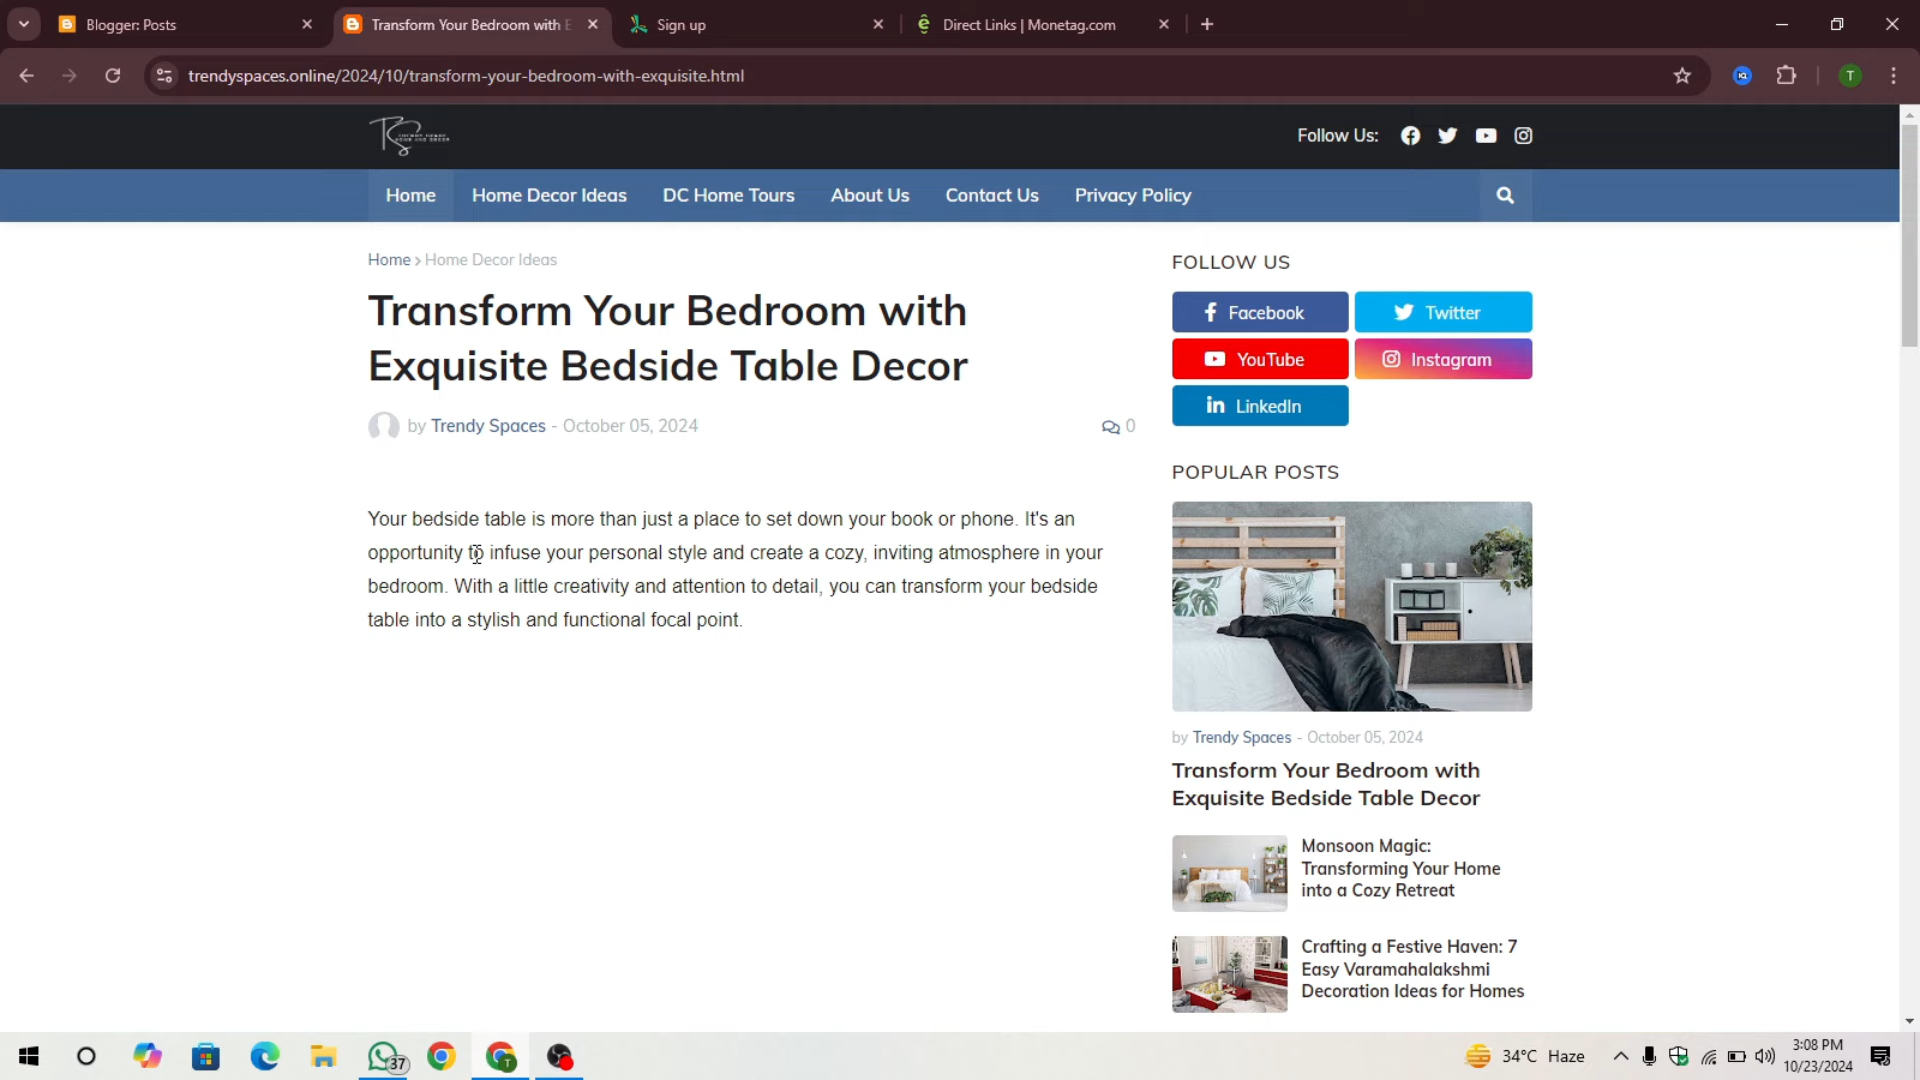 Blogger: Posts
Transform Your Bedroom with E
Sign up
Direct Links | Monetag.com
trendyspaces.online/2024/10/transform-your-bedroom-with-exquisite.html
T
TS
Follow Us:
Home
Home Decor Ideas
DC Home Tours
About Us
Contact Us
Privacy Policy
Home > Home Decor Ideas
Transform Your Bedroom with
Exquisite Bedside Table Decor
by Trendy Spaces - October 05, 2024
0
Your bedside table is more than just a place to set down your book or phone. It's an
opportunity to infuse your personal style and create a cozy, inviting atmosphere in your
bedroom. With a little creativity and attention to detail, you can transform your bedside
table into a stylish and functional focal point.
FOLLOW US
Facebook
Twitter
YouTube
Instagram
LinkedIn
POPULAR POSTS
by Trendy Spaces - October 05, 2024
Transform Your Bedroom with
Exquisite Bedside Table Decor
Monsoon Magic:
Transforming Your Home
into a Cozy Retreat
Crafting a Festive Haven: 7
Easy Varamahalakshmi
Decoration Ideas for Homes
37
T
34°C Haze
3:08 PM
10/23/2024